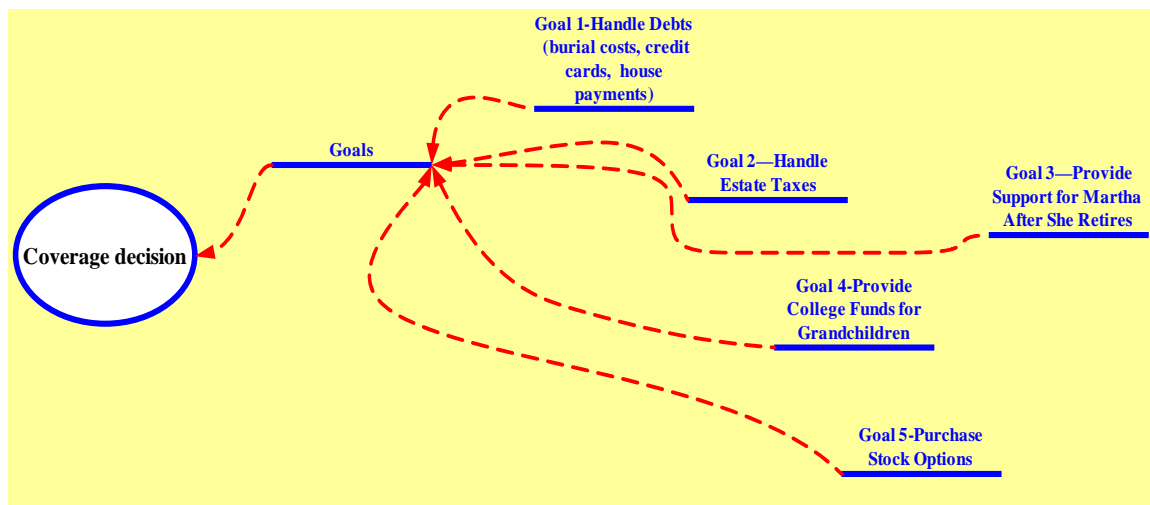 Goal 1-Handle Debts
(burial costs, credit
cards, house
payments)
Goals
Goal 2—Handle
Estate Taxes
Goal 3—Provide
Support for Martha
After She Retires
Coverage decision
Goal 4-Provide
College Funds for
Grandchildren
Goal 5-Purchase
Stock Options